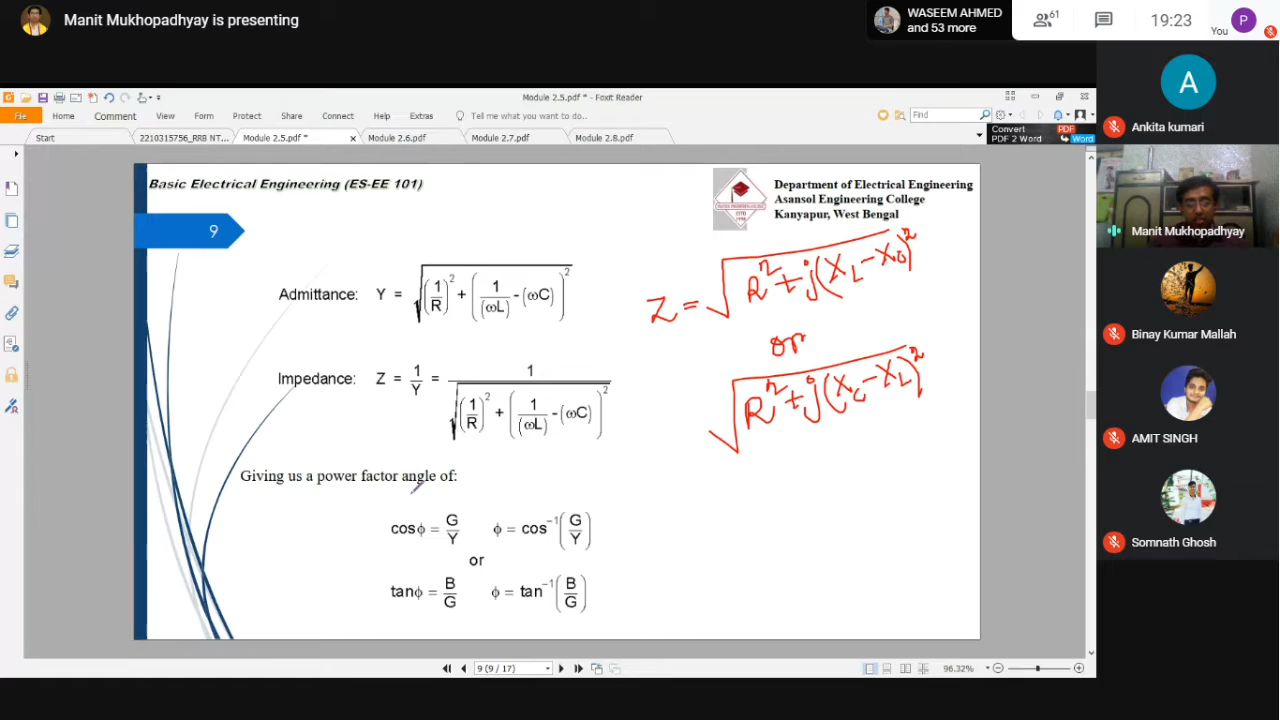 Manit Mukhopadhyay is presenting
WASEEM AHMED
and 53 more
61
19:23
You
P
Module 2.5.pdf * - Foxit Reader
File
Home
Comment
View
Form
Protect
Share
Connect
Help
Extras
Tell me what you want to do...
Find
Start
2210315756_RRB NT...
Module 2.5.pdf *
Module 2.6.pdf
Module 2.7.pdf
Module 2.8.pdf
Convert PDF
PDF 2 Word Word
Basic Electrical Engineering (ES-EE 101)
Department of Electrical Engineering
Asansol Engineering College
Kanyapur, West Bengal
9
Admittance: Y = √((1/R)² + (1/(ωL) - (ωC))²)
Impedance: Z = 1/Y = 1/√((1/R)² + (1/(ωL) - (ωC))²)
Giving us a power factor angle of:
cosϕ = G/Y ϕ = cos⁻¹(G/Y)
or
tanϕ = B/G ϕ = tan⁻¹(B/G)
Z = √(R² + j(X_L - X_C)²)
or
√(R² + j(X_C - X_L)²)
9 (9 / 17)
96.32%
A
Ankita kumari
Manit Mukhopadhyay
Binay Kumar Mallah
AMIT SINGH
Somnath Ghosh